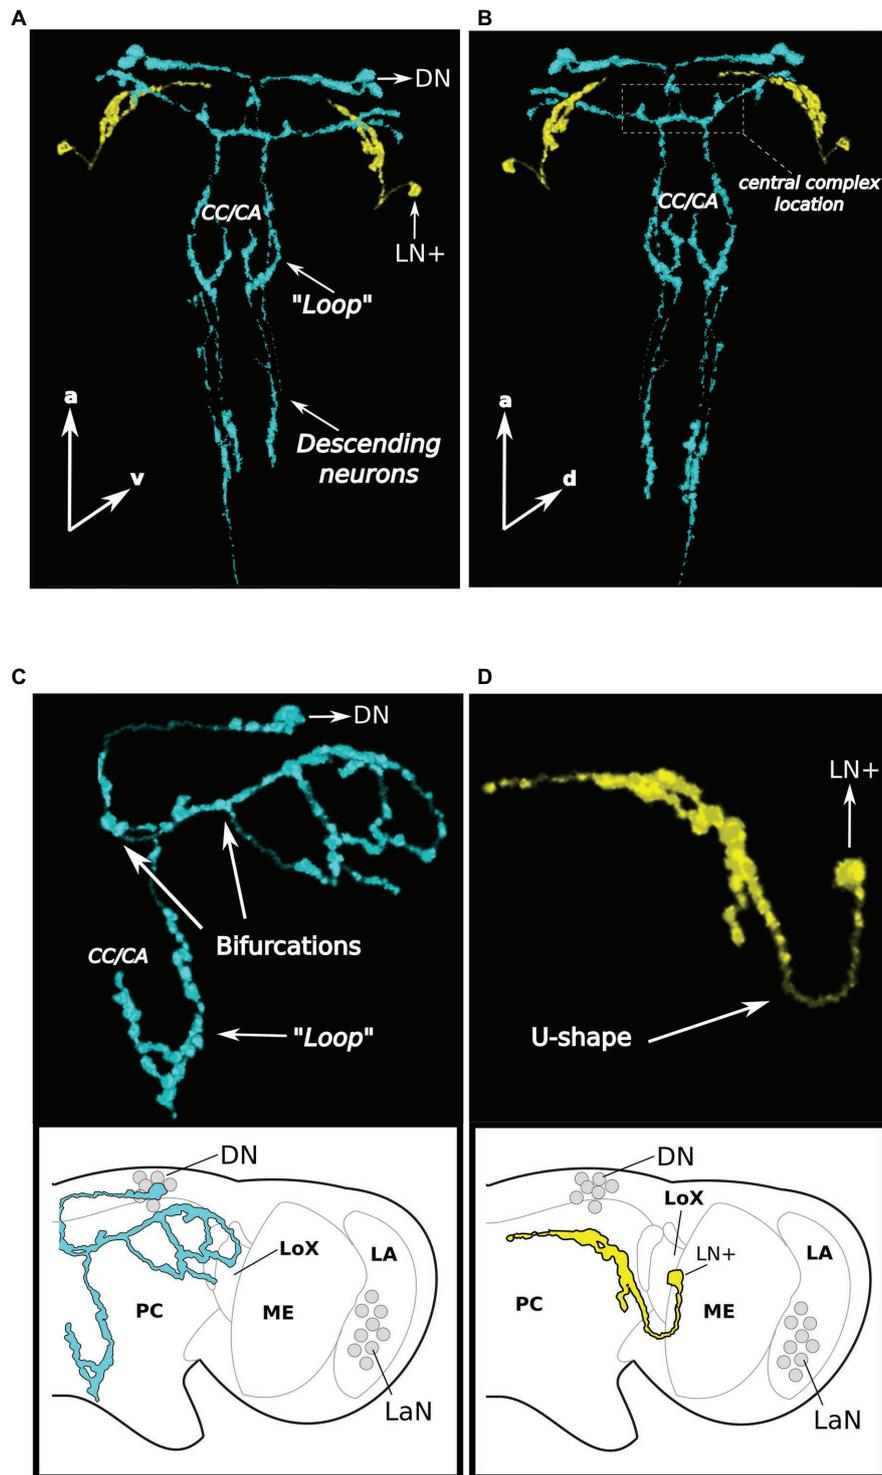 A
DN
CC/CA
LN+
"Loop"
a
v
Descending
neurons
B
central complex
location
CC/CA
a
d
C
DN
Bifurcations
CC/CA
"Loop"
DN
LoX
LA
PC
ME
LaN
D
LN+
U-shape
DN
LoX
LN+
LA
PC
ME
LaN